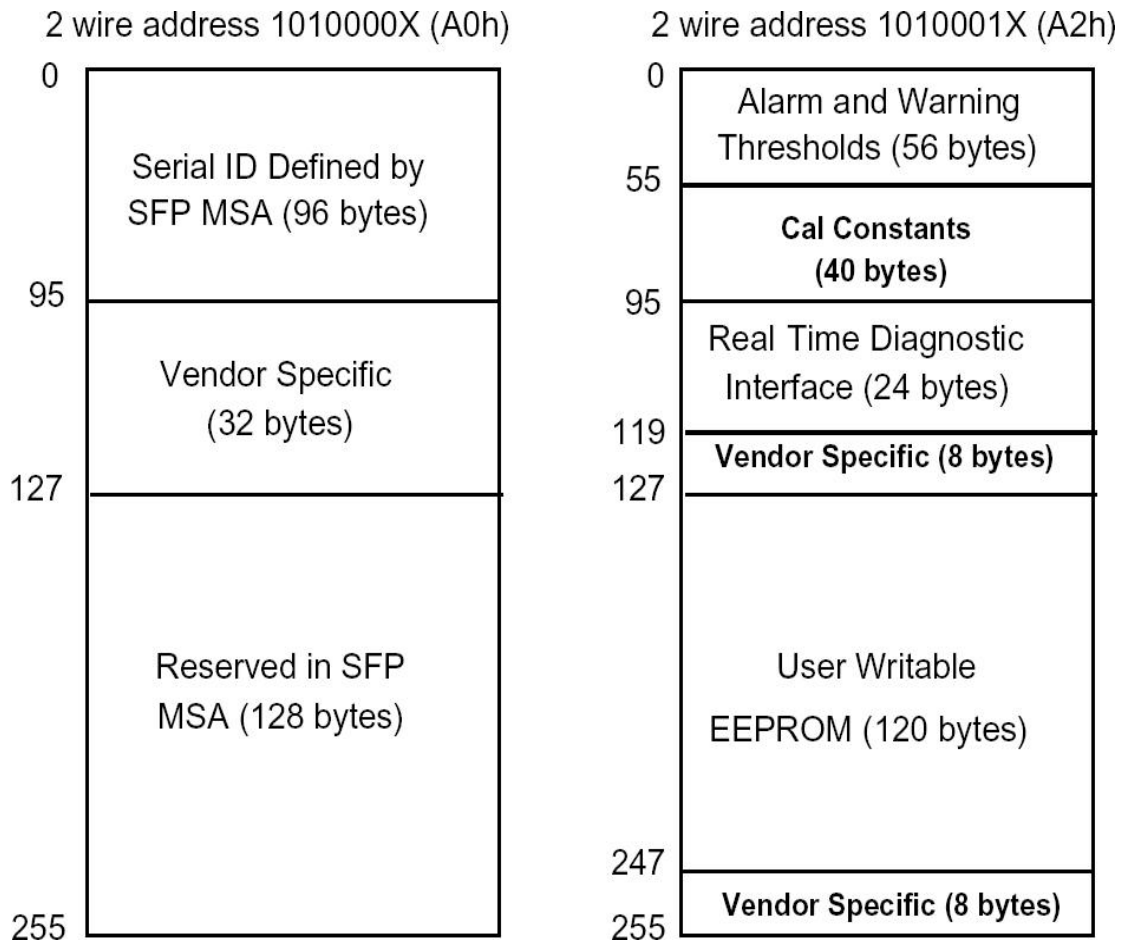 2 wire address 1010000X (A0h)
0
Serial ID Defined by
SFP MSA (96 bytes)
95
Vendor Specific
(32 bytes)
127
Reserved in SFP
MSA (128 bytes)
255
2 wire address 1010001X (A2h)
0
Alarm and Warning
Thresholds (56 bytes)
55
Cal Constants
(40 bytes)
95
Real Time Diagnostic
Interface (24 bytes)
119
Vendor Specific (8 bytes)
127
User Writable
EEPROM (120 bytes)
247
Vendor Specific (8 bytes)
255